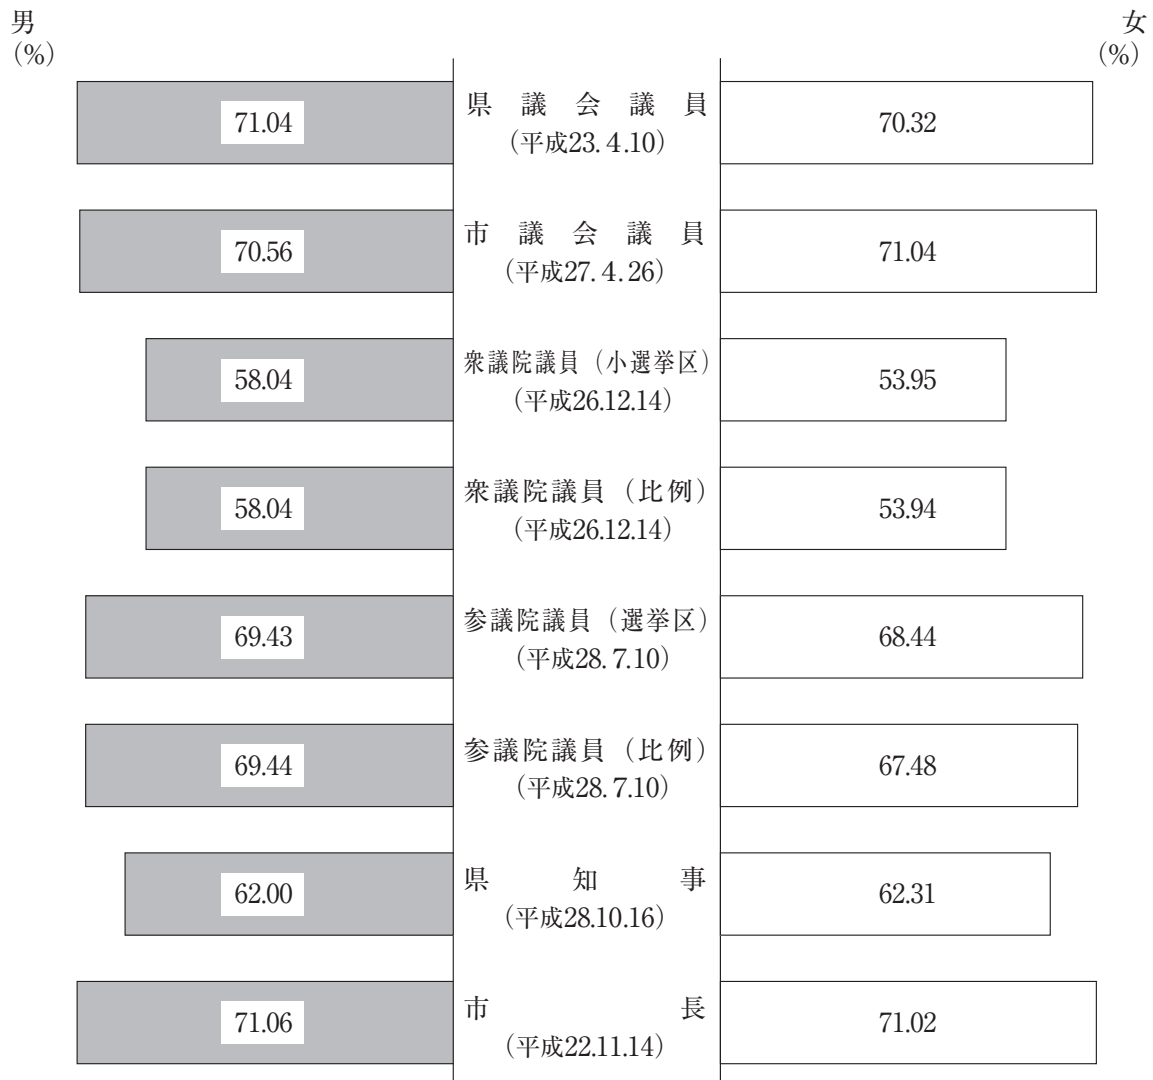 男
(%)
女
(%)
71.04
県議会議員
(平成23.4.10)
70.32
70.56
市議会議員
(平成27.4.26)
71.04
58.04
衆議院議員(小選挙区)
(平成26.12.14)
53.95
58.04
衆議院議員(比例)
(平成26.12.14)
53.94
69.43
参議院議員(選挙区)
(平成28.7.10)
68.44
69.44
参議院議員(比例)
(平成28.7.10)
67.48
62.00
県知事
(平成28.10.16)
62.31
71.06
市長
(平成22.11.14)
71.02